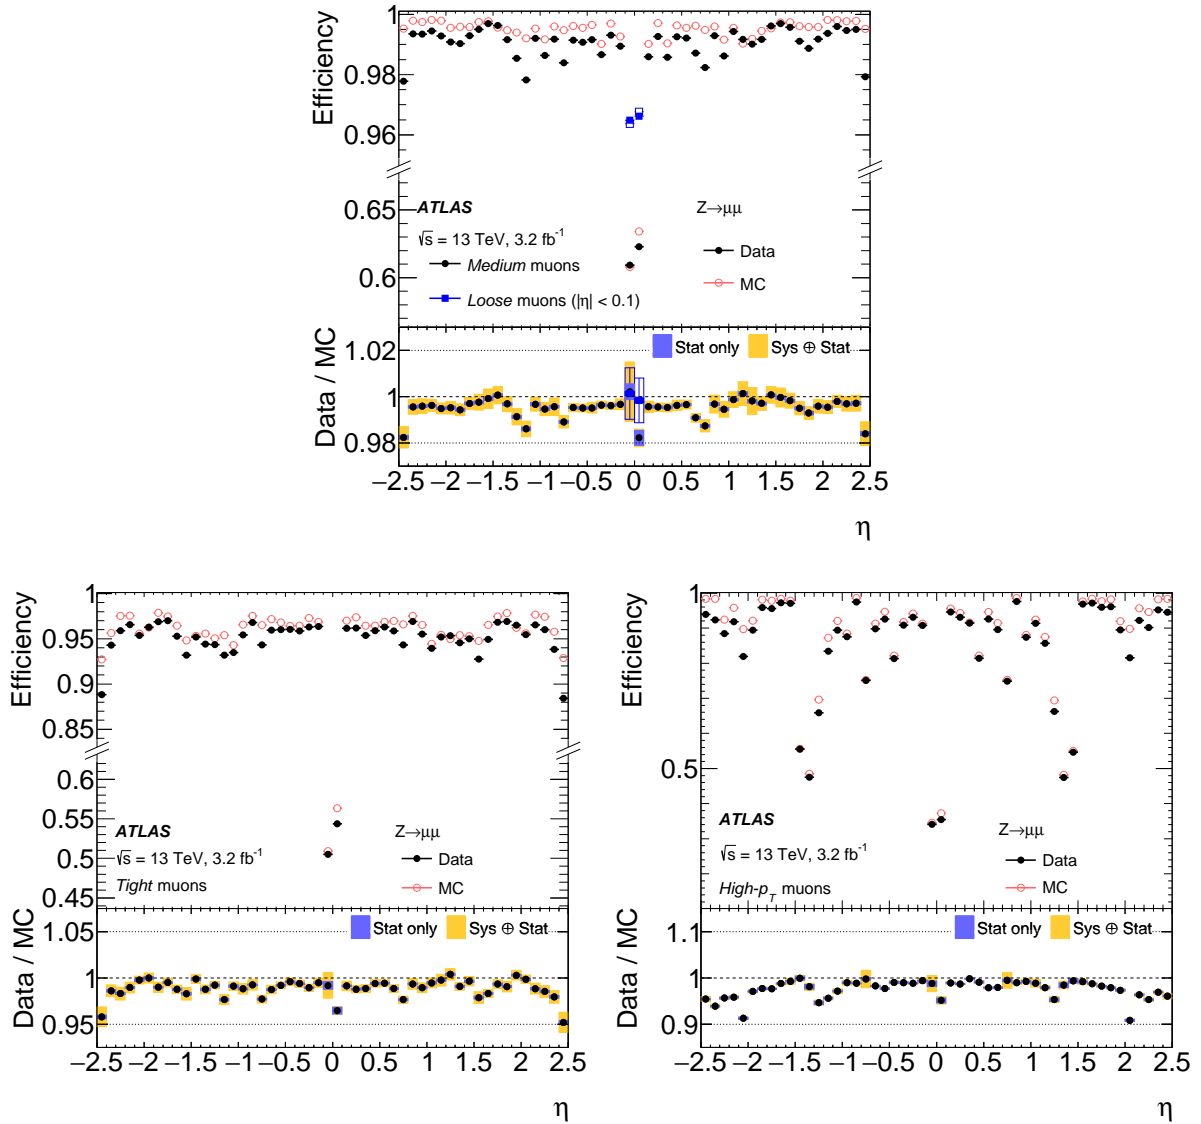 Efficiency
1
0.98
0.96
0.65
0.6
ATLAS
√s = 13 TeV, 3.2 fb⁻¹
Medium muons
Loose muons (|η| < 0.1)
Z→μμ
Data
MC
Data / MC
1.02
1
0.98
Stat only
Sys ⊕ Stat
−2.5 −2 −1.5 −1 −0.5 0 0.5 1 1.5 2 2.5
η
Efficiency
1
0.95
0.9
0.85
0.6
0.55
0.5
0.45
ATLAS
√s = 13 TeV, 3.2 fb⁻¹
Tight muons
Z→μμ
Data
MC
Data / MC
1.05
1
0.95
Stat only
Sys ⊕ Stat
−2.5 −2 −1.5 −1 −0.5 0 0.5 1 1.5 2 2.5
η
Efficiency
1
0.5
ATLAS
√s = 13 TeV, 3.2 fb⁻¹
High-p_T muons
Z→μμ
Data
MC
Data / MC
1.1
1
0.9
Stat only
Sys ⊕ Stat
−2.5 −2 −1.5 −1 −0.5 0 0.5 1 1.5 2 2.5
η